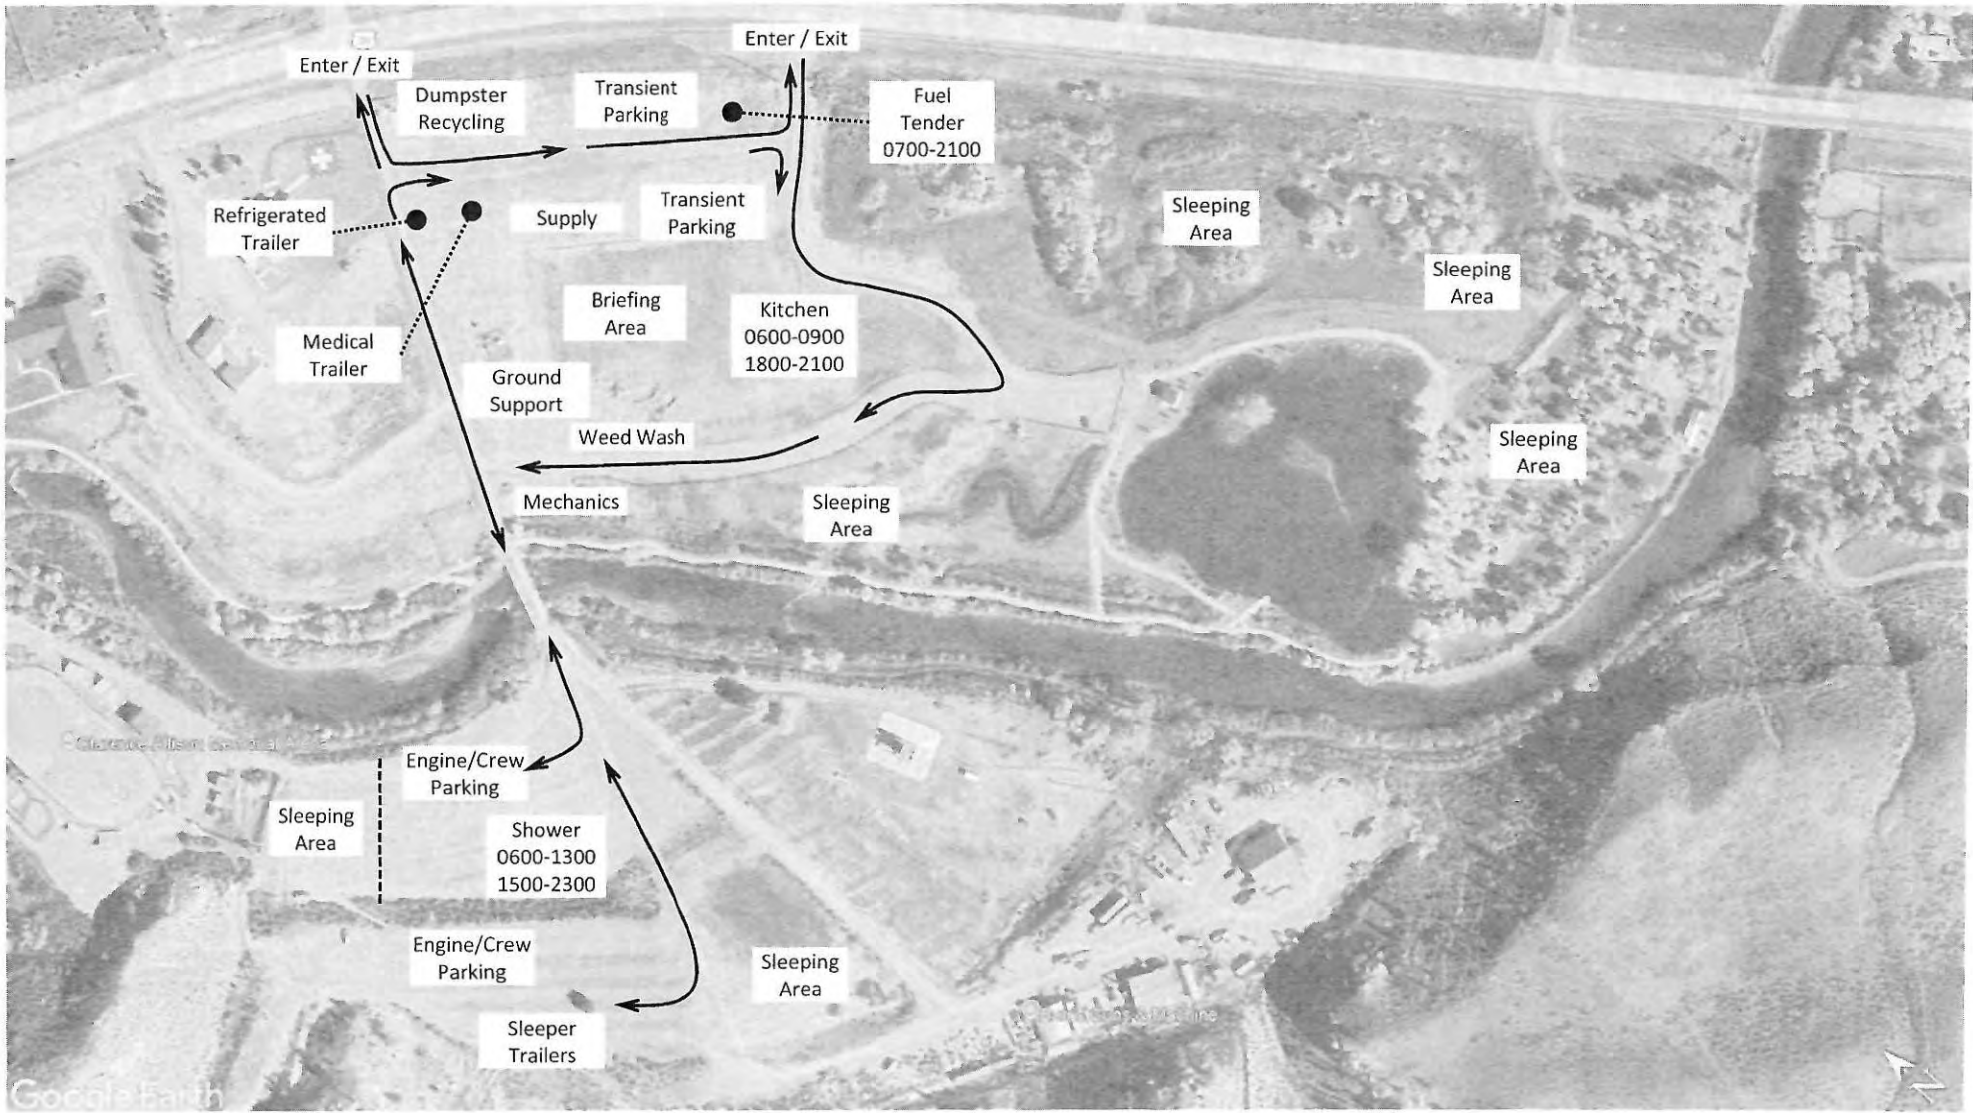 Enter / Exit
Enter / Exit
Dumpster
Recycling
Transient
Parking
Fuel
Tender
0700-2100
Refrigerated
Trailer
Supply
Transient
Parking
Sleeping
Area
Sleeping
Area
Medical
Trailer
Briefing
Area
Kitchen
0600-0900
1800-2100
Ground
Support
Weed Wash
Sleeping
Area
Mechanics
Sleeping
Area
Engine/Crew
Parking
Sleeping
Area
Shower
0600-1300
1500-2300
Engine/Crew
Parking
Sleeping
Area
Sleeper
Trailers
Google Earth
N